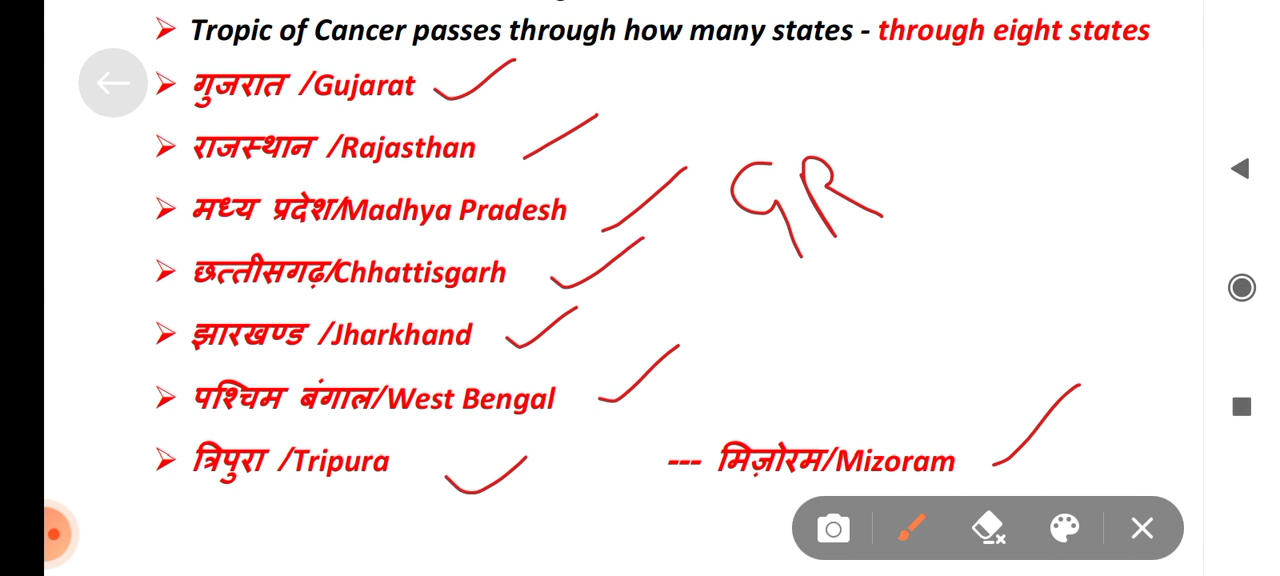 Tropic of Cancer passes through how many states - through eight states
गुजरात /Gujarat
राजस्थान /Rajasthan
GR
मध्य प्रदेश/Madhya Pradesh
छत्तीसगढ़/Chhattisgarh
झारखण्ड /Jharkhand
पश्चिम बंगाल/West Bengal
त्रिपुरा /Tripura --- मिज़ोरम/Mizoram